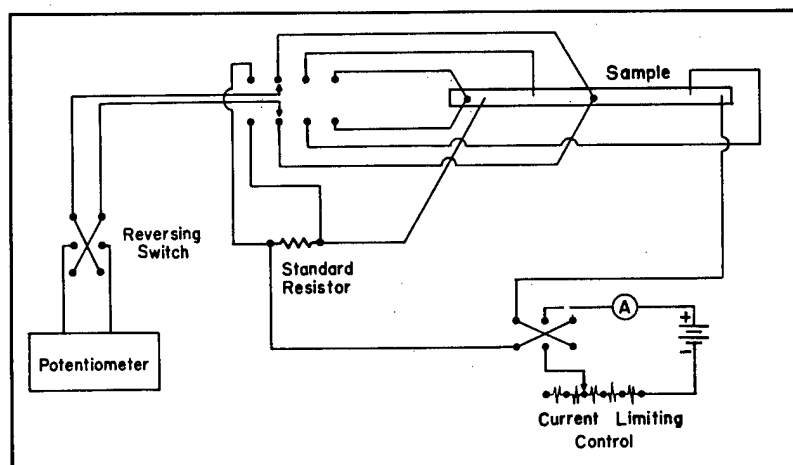 Sample
Reversing
Switch
Standard
Resistor
A
+
-
Potentiometer
Current Limiting
Control